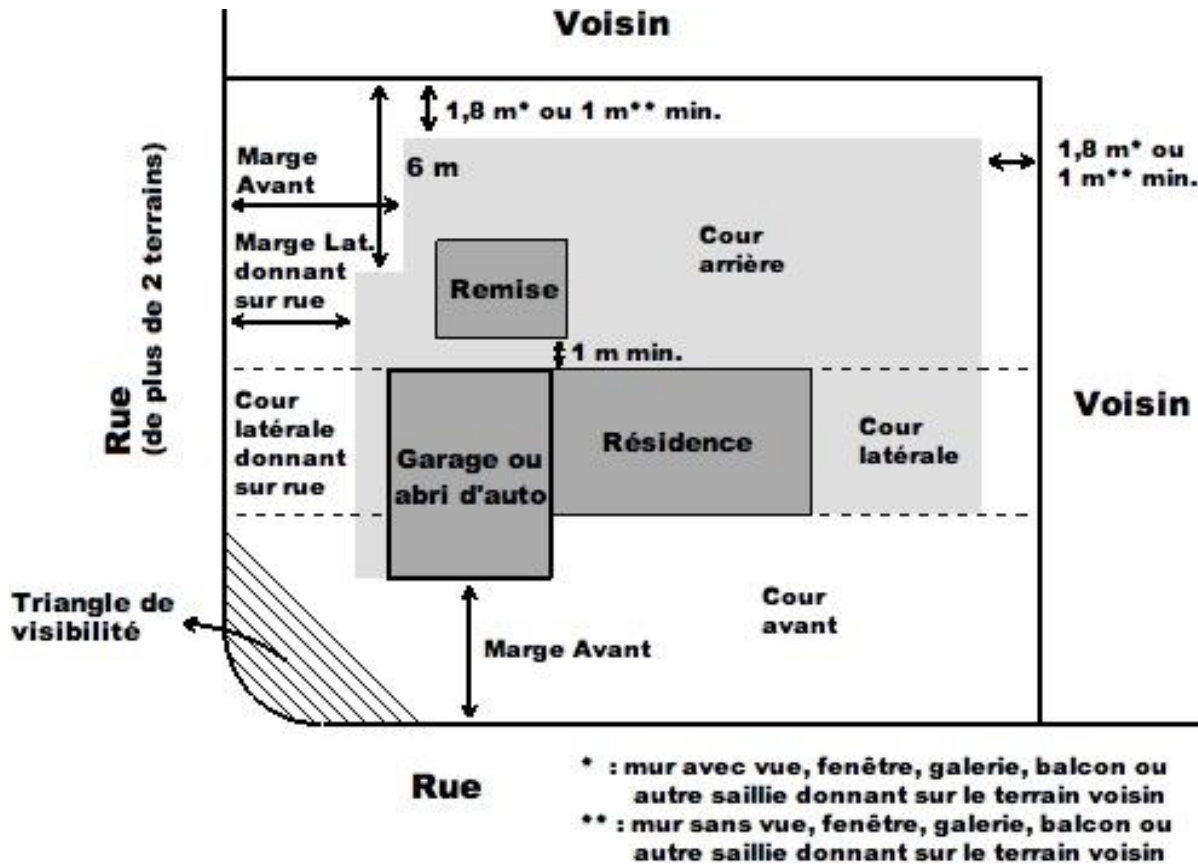 Voisin
1,8 m* ou 1 m** min.
1,8 m* ou
1 m** min.
Marge
Avant
6 m
Rue
(de plus de 2 terrains)
Marge Lat.
donnant
sur rue
Cour
arrière
Remise
1 m min.
Cour
latérale
donnant
sur rue
Garage ou
abri d'auto
Résidence
Cour
latérale
Voisin
Triangle de
visibilité
Cour
avant
Marge Avant
Rue
* : mur avec vue, fenêtre, galerie, balcon ou
autre saillie donnant sur le terrain voisin
** : mur sans vue, fenêtre, galerie, balcon ou
autre saillie donnant sur le terrain voisin